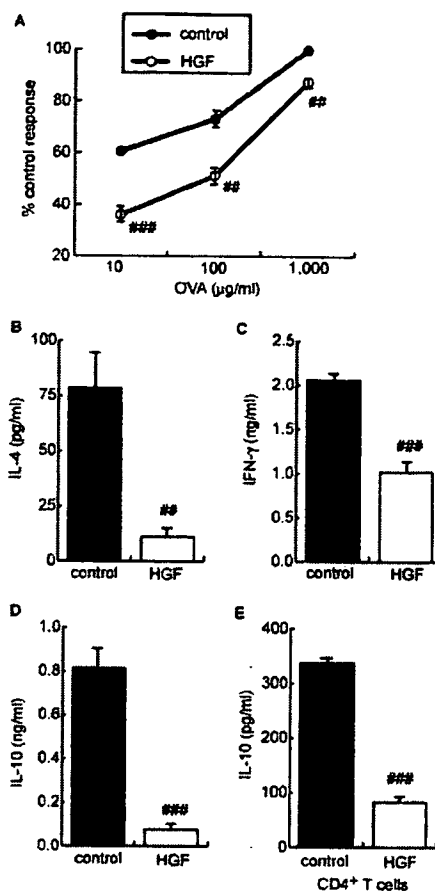 A
control
HGF
% control response
100
80
60
40
20
###
##
##
10
100
1,000
OVA (µg/ml)
B
IL-4 (pg/ml)
100
75
50
25
0
##
control
HGF
C
IFN-γ (ng/ml)
2.5
2.0
1.5
1.0
0.5
0.0
###
control
HGF
D
IL-10 (ng/ml)
1.0
0.8
0.6
0.4
0.2
0.0
###
control
HGF
E
IL-10 (pg/ml)
400
300
200
100
0
###
control
HGF
CD4+ T cells